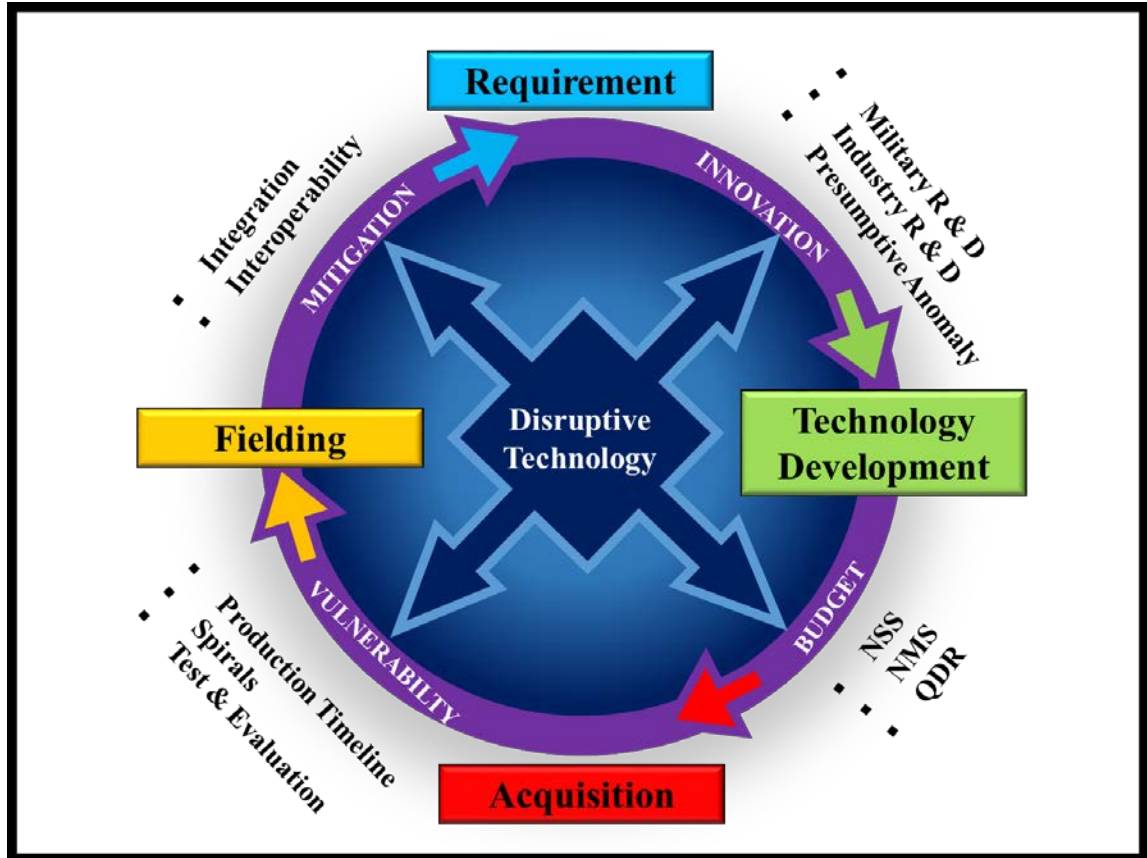 Requirement
INNOVATION
Military R & D
Industry R & D
Presumptive Anomaly
Technology
Development
BUDGET
NSS
NMS
QDR
Acquisition
VULNERABILTY
Production Timeline
Spirals
Test & Evaluation
Fielding
MITIGATION
Integration
Interoperability
Disruptive
Technology